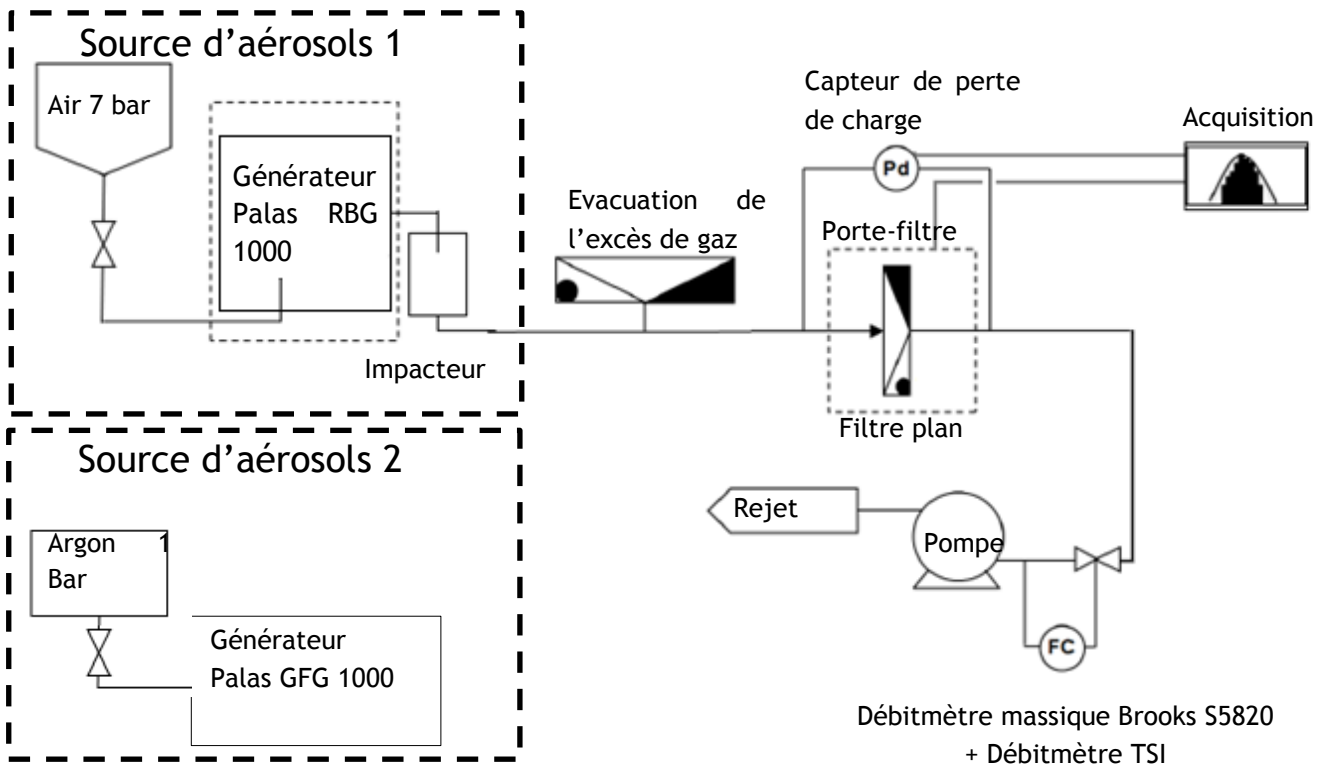 Source d'aérosols 1
Air 7 bar
Générateur
Palas RBG
1000
Impacteur
Evacuation de
l'excès de gaz
Capteur de perte
de charge
Pd
Acquisition
Porte-filtre
Filtre plan
Source d'aérosols 2
Argon 1
Bar
Générateur
Palas GFG 1000
Rejet
Pompe
FC
Débitmètre massique Brooks S5820
+ Débitmètre TSI